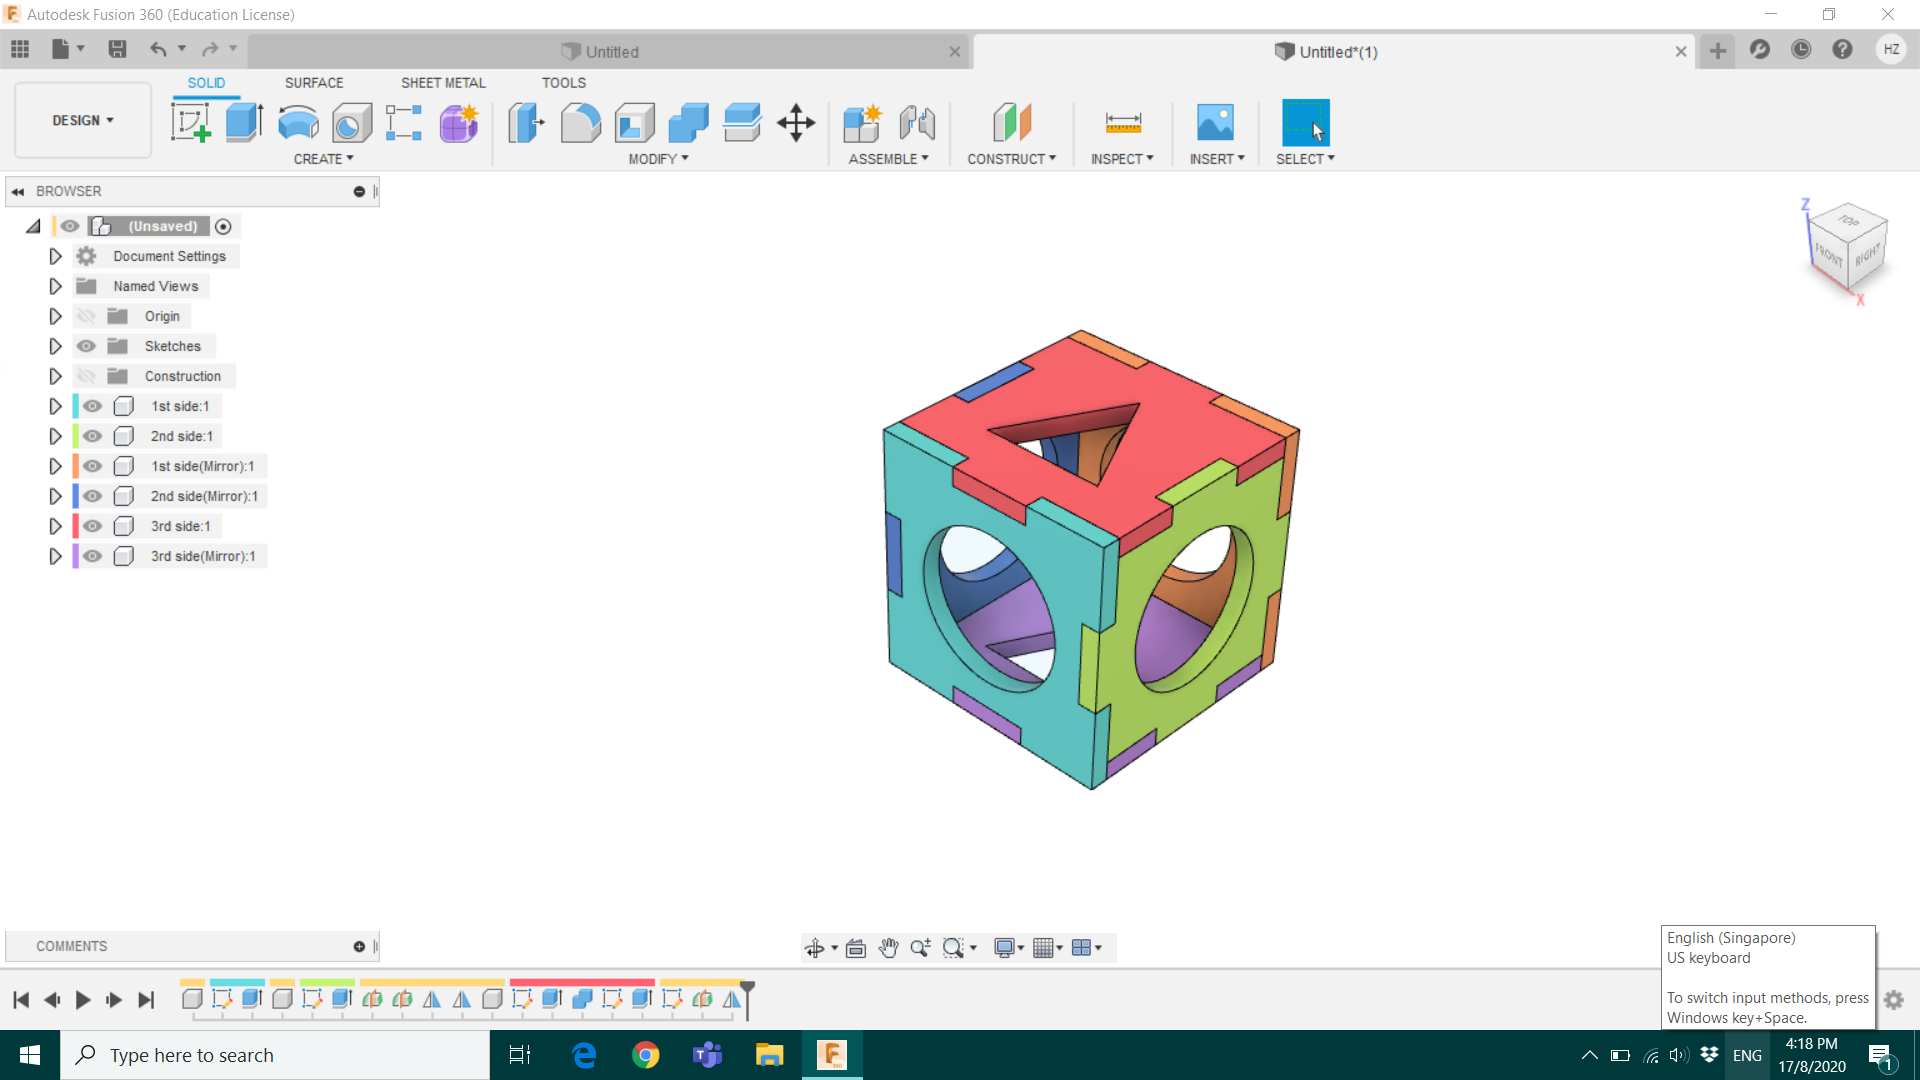 Autodesk Fusion 360 (Education License)
Untitled
Untitled*(1)
HZ
DESIGN
SOLID
SURFACE
SHEET METAL
TOOLS
CREATE
MODIFY
ASSEMBLE
CONSTRUCT
INSPECT
INSERT
SELECT
BROWSER
(Unsaved)
Document Settings
Named Views
Origin
Sketches
Construction
1st side:1
2nd side:1
1st side(Mirror):1
2nd side(Mirror):1
3rd side:1
3rd side(Mirror):1
Z
TOP
FRONT
RIGHT
X
COMMENTS
English (Singapore)
US keyboard
To switch input methods, press
Windows key+Space.
Type here to search
ENG
4:18 PM
17/8/2020
1